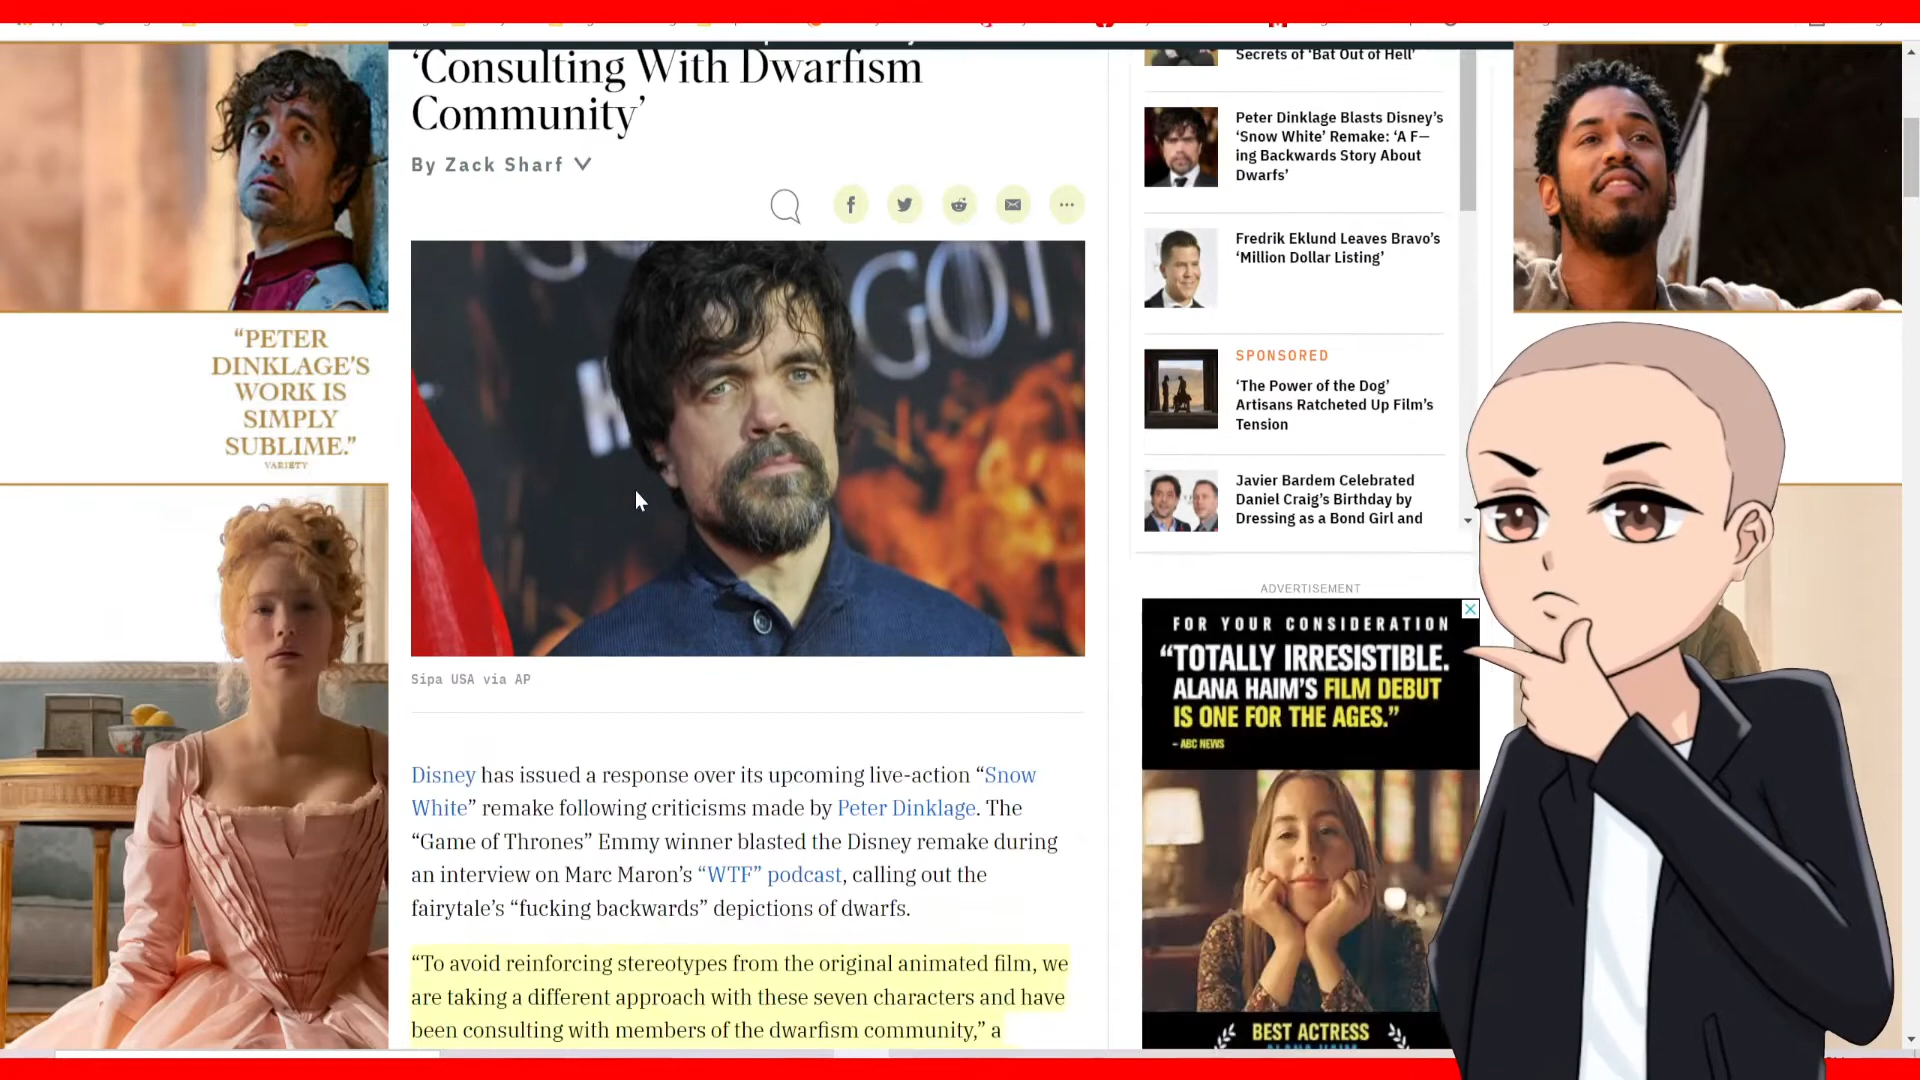 ‘Consulting With Dwarfism
Community’
By Zack Sharf
GOT
Sipa USA via AP
Disney has issued a response over its upcoming live-action “Snow
White” remake following criticisms made by Peter Dinklage. The
“Game of Thrones” Emmy winner blasted the Disney remake during
an interview on Marc Maron’s “WTF” podcast, calling out the
fairytale’s “fucking backwards” depictions of dwarfs.
“To avoid reinforcing stereotypes from the original animated film, we
are taking a different approach with these seven characters and have
been consulting with members of the dwarfism community,” a
“PETER
DINKLAGE’S
WORK IS
SIMPLY
SUBLIME.”
VARIETY
Secrets of ‘Bat Out of Hell’
Peter Dinklage Blasts Disney’s
‘Snow White’ Remake: ‘A F—
ing Backwards Story About
Dwarfs’
Fredrik Eklund Leaves Bravo’s
‘Million Dollar Listing’
SPONSORED
‘The Power of the Dog’
Artisans Ratcheted Up Film’s
Tension
Javier Bardem Celebrated
Daniel Craig’s Birthday by
Dressing as a Bond Girl and
ADVERTISEMENT
FOR YOUR CONSIDERATION
“TOTALLY IRRESISTIBLE.
ALANA HAIM’S FILM DEBUT
IS ONE FOR THE AGES.”
– ABC NEWS
BEST ACTRESS
ALANA HAIM